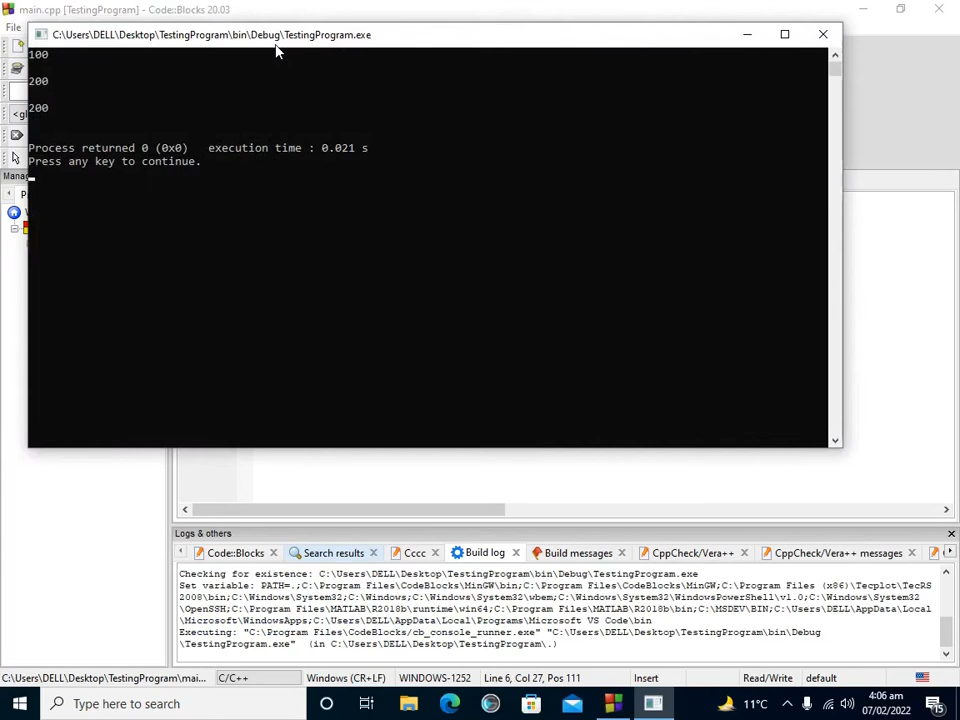 main.cpp [TestingProgram] - Code::Blocks 20.03
File
C:\Users\DELL\Desktop\TestingProgram\bin\Debug\TestingProgram.exe
100
200
200
Process returned 0 (0x0)   execution time : 0.021 s
Press any key to continue.
Logs & others
Code::Blocks
Search results
Cccc
Build log
Build messages
CppCheck/Vera++
CppCheck/Vera++ messages
Checking for existence: C:\Users\DELL\Desktop\TestingProgram\bin\Debug\TestingProgram.exe
Set variable: PATH=.;C:\Program Files\CodeBlocks\MinGW\bin;C:\Program Files\CodeBlocks\MinGW;C:\Program Files (x86)\Tecplot\TecRS
2008\bin;C:\Windows\System32;C:\Windows;C:\Windows\System32\wbem;C:\Windows\System32\WindowsPowerShell\v1.0;C:\Windows\System32
\OpenSSH;C:\Program Files\MATLAB\R2018b\runtime\win64;C:\Program Files\MATLAB\R2018b\bin;C:\MSDEV\BIN;C:\Users\DELL\AppData\Local
\Microsoft\WindowsApps;C:\Users\DELL\AppData\Local\Programs\Microsoft VS Code\bin
Executing: "C:\Program Files\CodeBlocks/cb_console_runner.exe" "C:\Users\DELL\Desktop\TestingProgram\bin\Debug
\TestingProgram.exe"  (in C:\Users\DELL\Desktop\TestingProgram\.)
C:\Users\DELL\Desktop\TestingProgram\mai...
C/C++
Windows (CR+LF)
WINDOWS-1252
Line 6, Col 27, Pos 111
Insert
Read/Write
default
Type here to search
11°C
4:06 am
07/02/2022
15